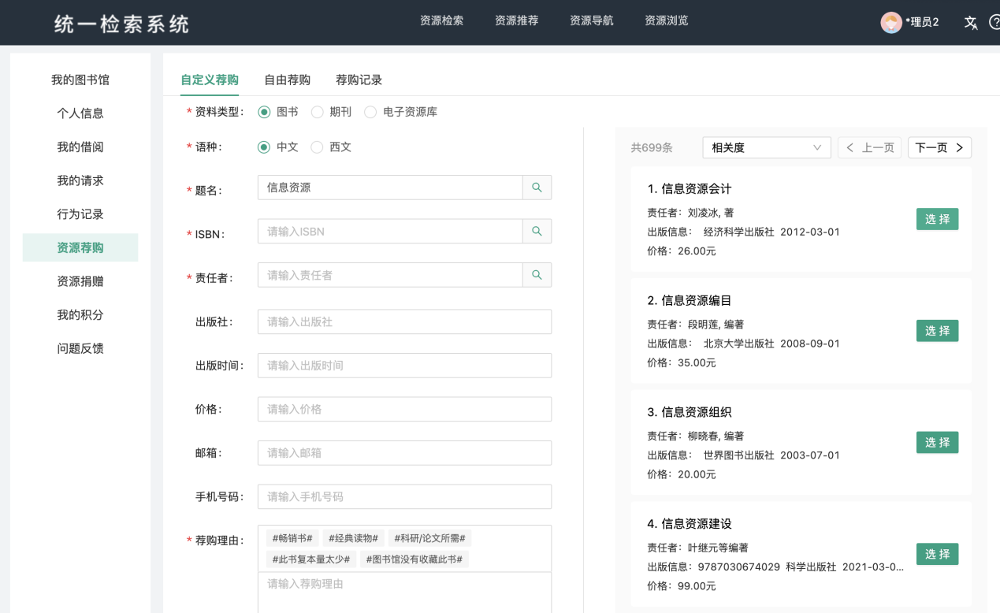 统一检索系统
资源检索 资源推荐 资源导航 资源浏览
*理员2
我的图书馆
个人信息
我的借阅
我的请求
行为记录
资源荐购
资源捐赠
我的积分
问题反馈
自定义荐购 自由荐购 荐购记录
* 资料类型: 图书 期刊 电子资源库
* 语种: 中文 西文
* 题名: 信息资源
* ISBN: 请输入ISBN
* 责任者: 请输入责任者
出版社: 请输入出版社
出版时间: 请输入出版时间
价格: 请输入价格
邮箱: 请输入邮箱
手机号码: 请输入手机号码
* 荐购理由: #畅销书# #经典读物# #科研/论文所需#
#此书复本量太少# #图书馆没有收藏此书#
请输入荐购理由
共699条 相关度 上一页 下一页
1. 信息资源会计
责任者: 刘凌冰, 著
出版信息: 经济科学出版社 2012-03-01
价格: 26.00元
选 择
2. 信息资源编目
责任者: 段明莲, 编著
出版信息: 北京大学出版社 2008-09-01
价格: 35.00元
选 择
3. 信息资源组织
责任者: 柳晓春, 编著
出版信息: 世界图书出版社 2003-07-01
价格: 20.00元
选 择
4. 信息资源建设
责任者: 叶继元等编著
出版信息: 9787030674029 科学出版社 2021-03-0...
价格: 99.00元
选 择